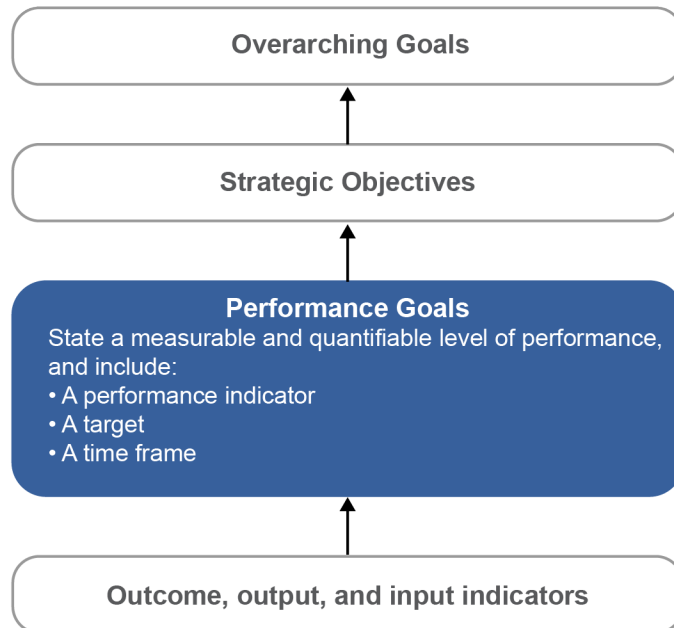 Overarching Goals
Strategic Objectives
Performance Goals
State a measurable and quantifiable level of performance,
and include:
• A performance indicator
• A target
• A time frame
Outcome, output, and input indicators